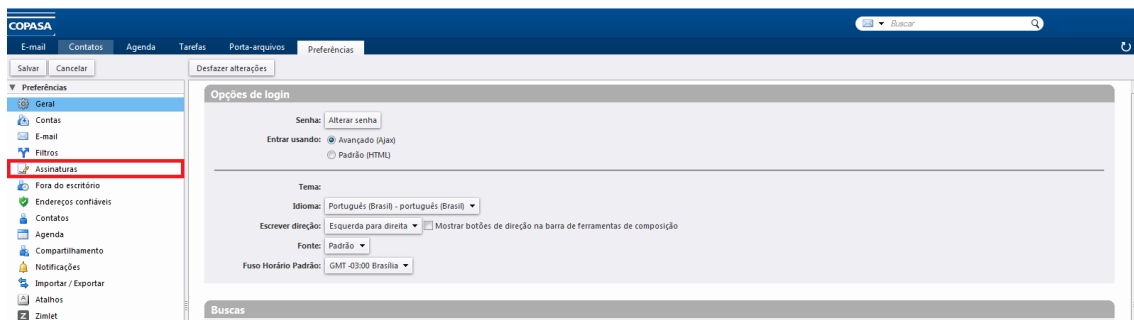 COPASA
Buscar
E-mail Contatos Agenda Tarefas Porta-arquivos Preferências
Salvar Cancelar Desfazer alterações
Preferências
Geral
Contas
E-mail
Filtros
Assinaturas
Fora do escritório
Endereços confiáveis
Contatos
Agenda
Compartilhamento
Notificações
Importar / Exportar
Atalhos
Zimlet
Opções de login
Senha: Alterar senha
Entrar usando: Avançado (Ajax)
Padrão (HTML)
Tema:
Idioma: Português (Brasil) - português (Brasil)
Escrever direção: Esquerda para direita Mostrar botões de direção na barra de ferramentas de composição
Fonte: Padrão
Fuso Horário Padrão: GMT -03:00 Brasília
Buscas